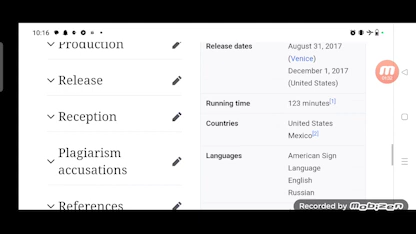 10:16
Production
Release
Reception
Plagiarism
accusations
References
Release dates
August 31, 2017
(Venice)
December 1, 2017
(United States)
Running time
123 minutes[1]
Countries
United States
Mexico[2]
Languages
American Sign
Language
English
Russian
Recorded by MOBIZEN